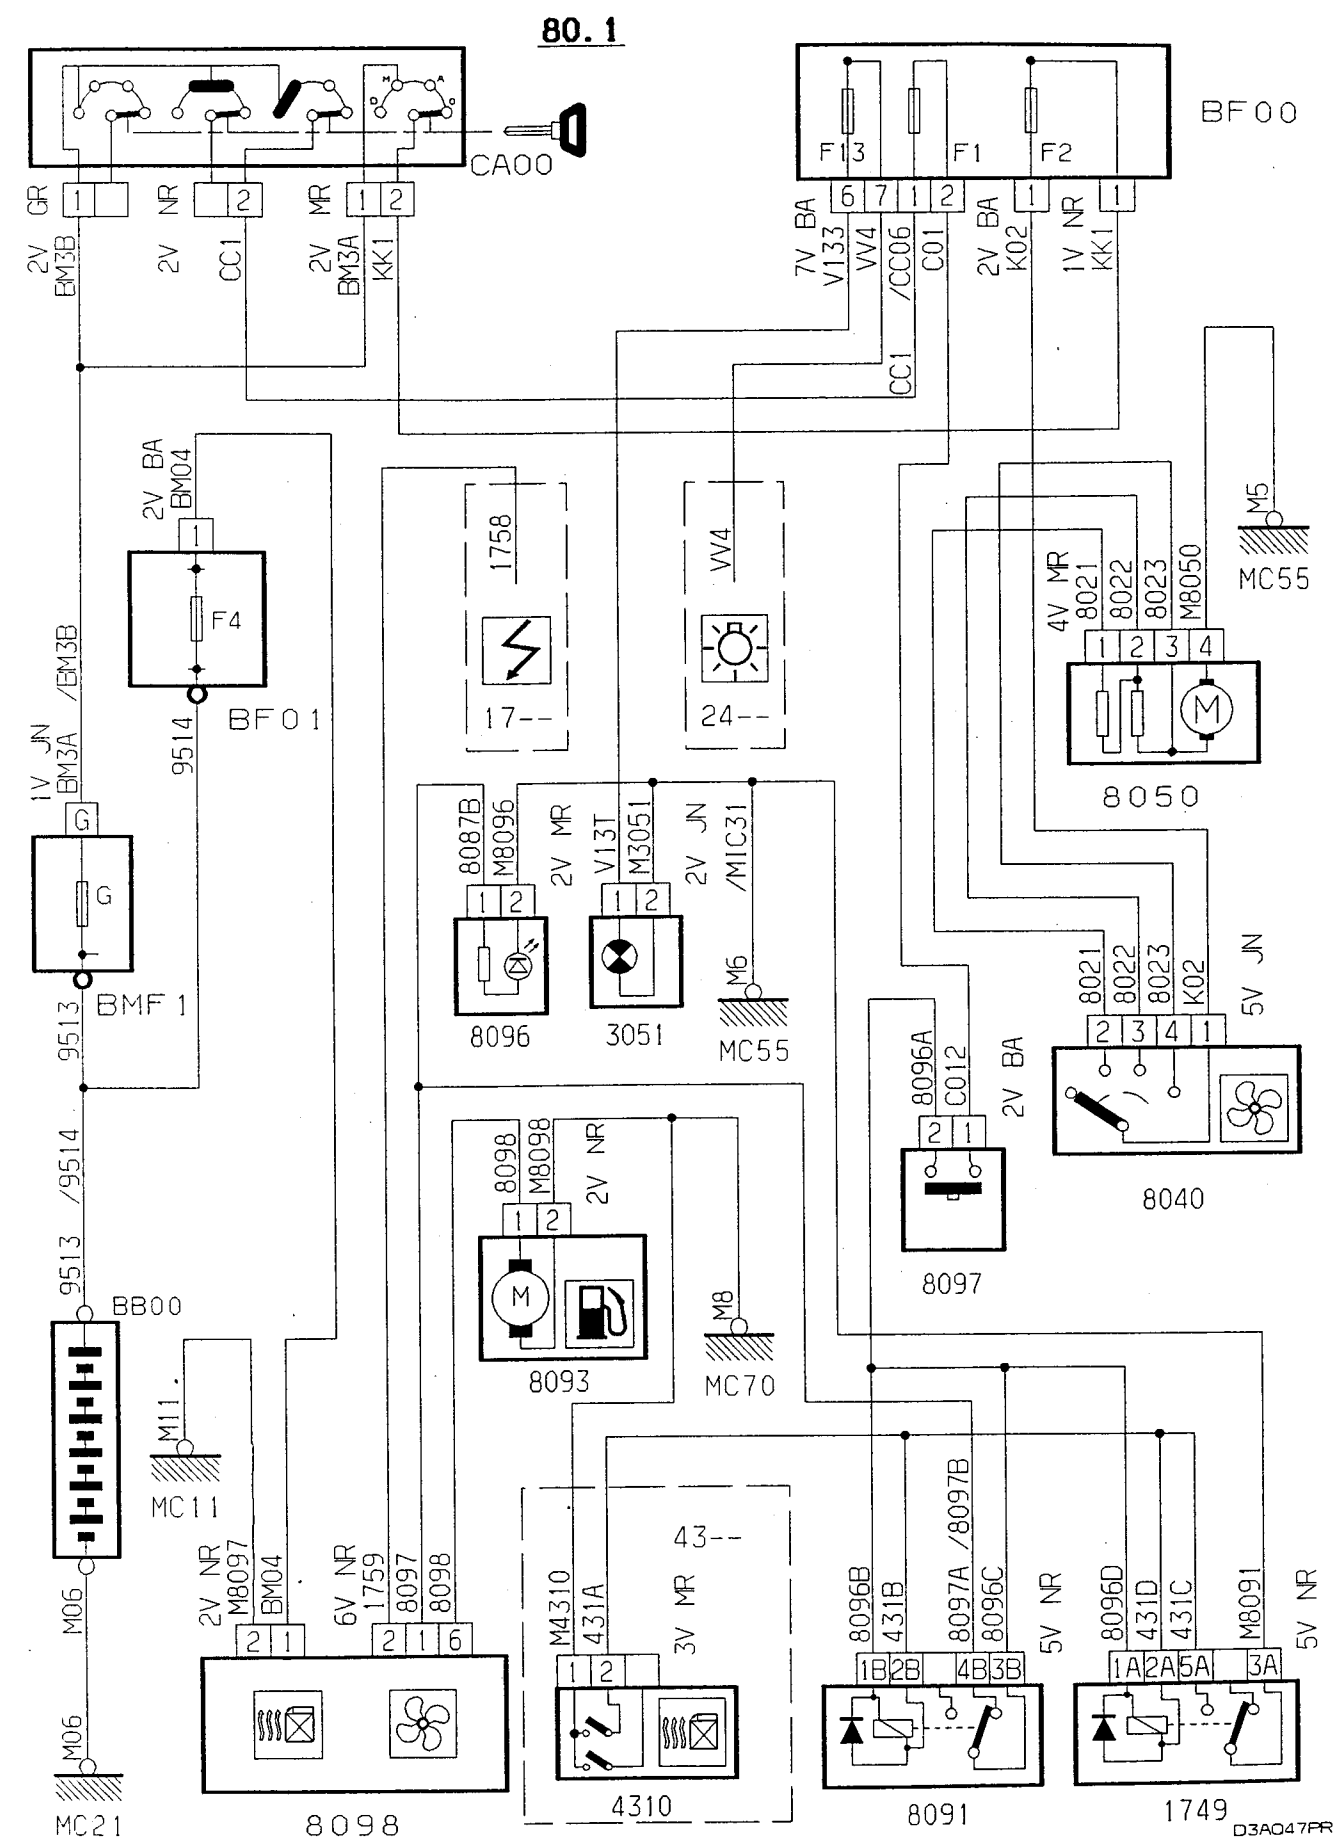 80.1
M A
D D
CA00
BF00
F13
F1
F2
GR
1
NR
2
MR
1 2
6 7 1 2
1
1
2V
BM3B
2V
CC1
2V
BM3A
KK1
7V BA
V133
VV4
/CC06
C01
2V BA
K02
1V NR
KK1
CC1
2V BA
BM04
1
F4
BF01
9514
1758
17--
VV4
24--
M5
MC55
4V MR
8021
8022
8023
M8050
1 2 3 4
M
8050
1V JN
BM3A /BM3B
G
G
BMF1
9513
8087B
M8096
2V MR
1 2
8096
V13T
M3051
2V JN
1 2
3051
/MIC31
M6
MC55
8021
8022
8023
K02
5V JN
2 3 4 1
8040
8096A
C012
2V BA
2 1
8097
9513 /9514
BB00
8098
M8098
2V NR
1 2
M
8093
M8
MC70
M11
MC11
M06
M06
MC21
2V NR
M8097
BM04
2 1
6V NR
1759
8097
8098
2 1 6
8098
43--
M4310
431A
3V MR
1 2
4310
8096B
431B
8097A /8097B
8096C
5V NR
1B 2B 4B 3B
8091
8096D
431D
431C
M8091
5V NR
1A 2A 5A 3A
1749
D3A047PR